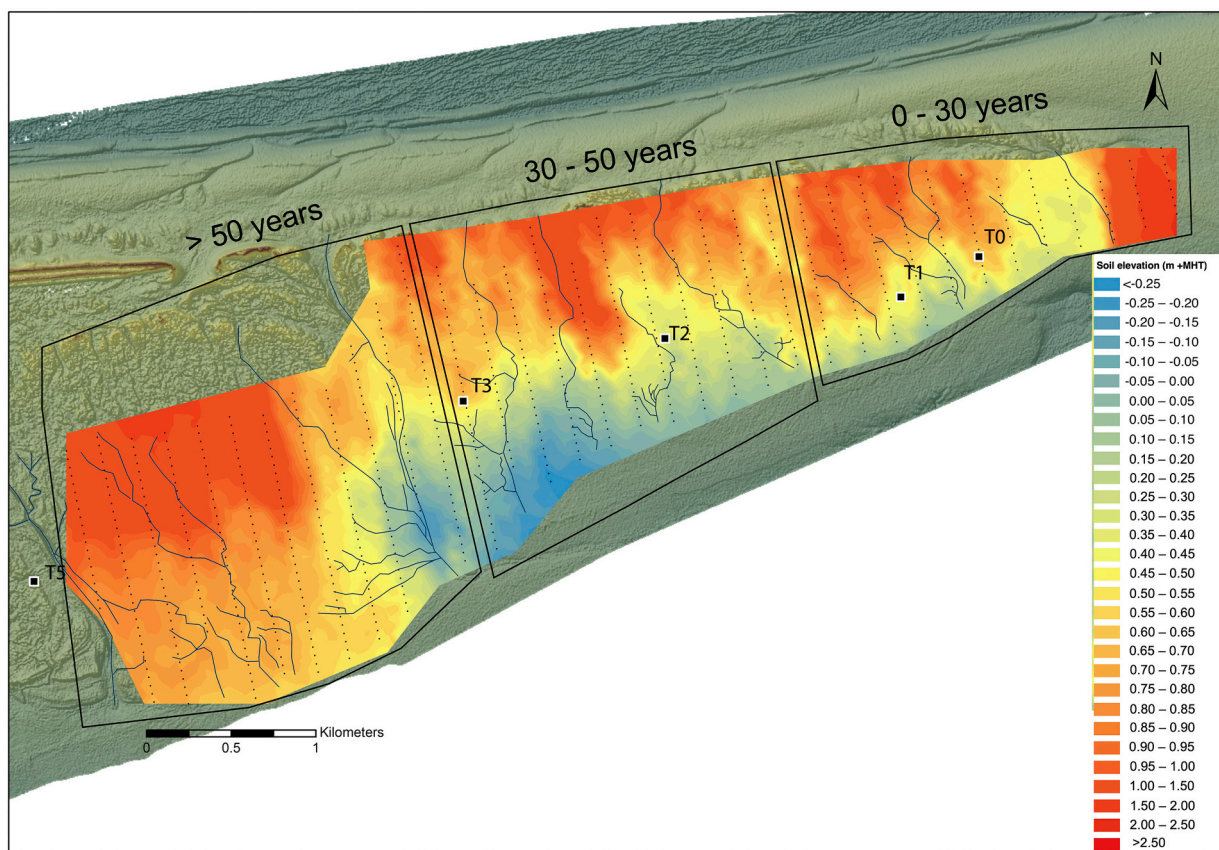 N
0 - 30 years
30 - 50 years
> 50 years
T0
T1
T2
T3
T5
Soil elevation (m +MHT)
<-0.25
-0.25 – -0.20
-0.20 – -0.15
-0.15 – -0.10
-0.10 – -0.05
-0.05 – 0.00
0.00 – 0.05
0.05 – 0.10
0.10 – 0.15
0.15 – 0.20
0.20 – 0.25
0.25 – 0.30
0.30 – 0.35
0.35 – 0.40
0.40 – 0.45
0.45 – 0.50
0.50 – 0.55
0.55 – 0.60
0.60 – 0.65
0.65 – 0.70
0.70 – 0.75
0.75 – 0.80
0.80 – 0.85
0.85 – 0.90
0.90 – 0.95
0.95 – 1.00
1.00 – 1.50
1.50 – 2.00
2.00 – 2.50
>2.50
Kilometers
0 0.5 1